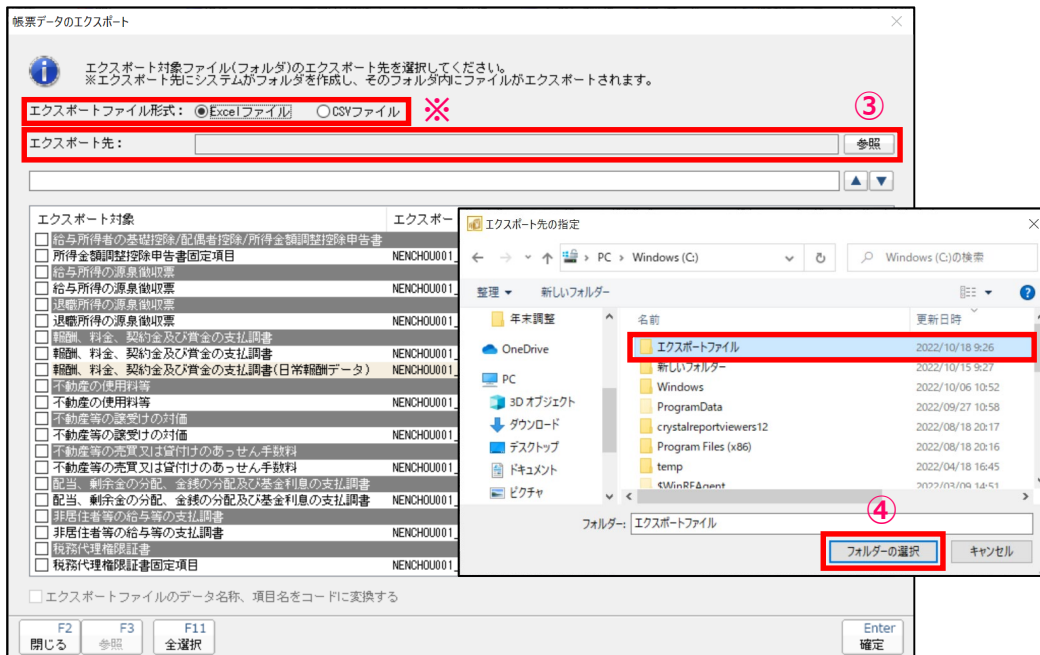 帳票データのエクスポート
エクスポート対象ファイル(フォルダ)のエクスポート先を選択してください。
※エクスポート先にシステムがフォルダを作成し、そのフォルダ内にファイルがエクスポートされます。
エクスポートファイル形式： Excelファイル CSVファイル ※
③
エクスポート先： 参照
▲ ▼
エクスポート対象 エクスポー
給与所得者の基礎控除/配偶者控除/所得金額調整控除申告書
所得金額調整控除申告書固定項目 NENCHOU001_
給与所得の源泉徴収票
給与所得の源泉徴収票 NENCHOU001_
退職所得の源泉徴収票
退職所得の源泉徴収票 NENCHOU001_
報酬、料金、契約金及び賞金の支払調書
報酬、料金、契約金及び賞金の支払調書 NENCHOU001_
報酬、料金、契約金及び賞金の支払調書(日常報酬データ) NENCHOU001_
不動産の使用料等
不動産の使用料等 NENCHOU001_
不動産等の譲受けの対価
不動産等の譲受けの対価 NENCHOU001_
不動産等の売買又は貸付けのあっせん手数料
不動産等の売買又は貸付けのあっせん手数料 NENCHOU001_
配当、剰余金の分配、金銭の分配及び基金利息の支払調書
配当、剰余金の分配、金銭の分配及び基金利息の支払調書 NENCHOU001_
非居住者等の給与等の支払調書
非居住者等の給与等の支払調書 NENCHOU001_
税務代理権限証書
税務代理権限証書固定項目 NENCHOU001_
エクスポートファイルのデータ名称、項目名をコードに変換する
F2 閉じる
F3 参照
F11 全選択
Enter 確定
エクスポート先の指定
PC › Windows (C:)
Windows (C:)の検索
整理 新しいフォルダー
年末調整
OneDrive
PC
3D オブジェクト
ダウンロード
デスクトップ
ドキュメント
ピクチャ
名前 更新日時
エクスポートファイル 2022/10/18 9:26
新しいフォルダー 2022/10/15 9:27
Windows 2022/10/06 10:52
ProgramData 2022/09/27 10:58
crystalreportviewers12 2022/08/18 20:17
Program Files (x86) 2022/08/18 20:16
temp 2022/04/18 16:45
$WinREAgent 2022/03/09 14:51
フォルダー: エクスポートファイル
④
フォルダーの選択 キャンセル